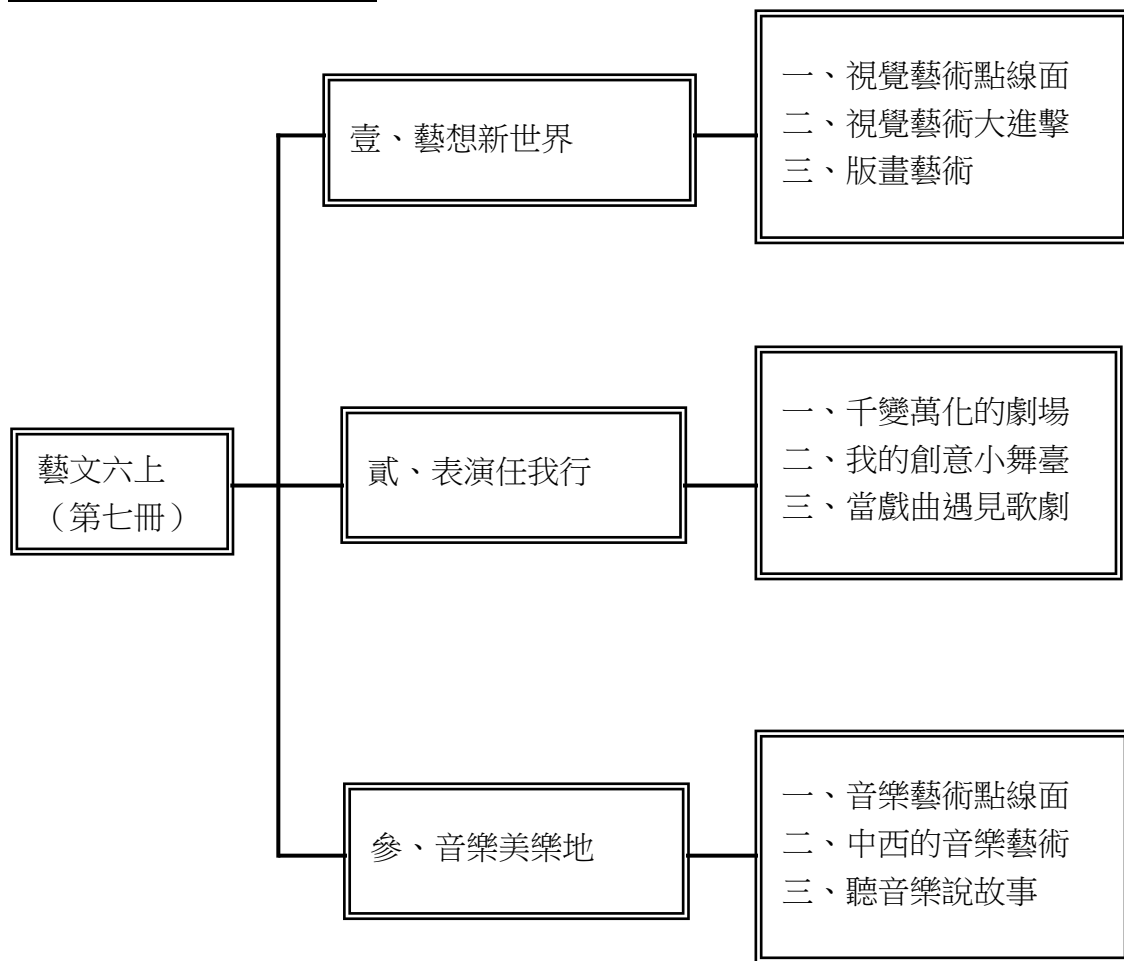 藝文六上
（第七冊）
壹、藝想新世界
一、視覺藝術點線面
二、視覺藝術大進擊
三、版畫藝術
貳、表演任我行
一、千變萬化的劇場
二、我的創意小舞臺
三、當戲曲遇見歌劇
參、音樂美樂地
一、音樂藝術點線面
二、中西的音樂藝術
三、聽音樂說故事